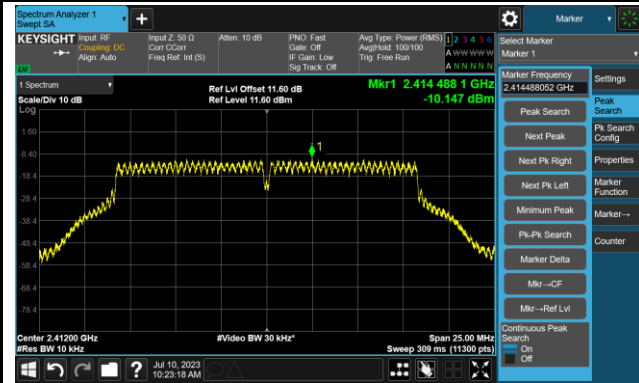 Spectrum Analyzer 1
Swept SA
Marker
KEYSIGHT
Input: RF
Coupling: DC
Align: Auto
Input Z: 50 Ω
Corr CCorr
Freq Ref: Int (S)
Atten: 10 dB
PNO: Fast
Gate: Off
IF Gain: Low
Sig Track: Off
Avg Type: Power (RMS)
Avg|Hold: 100/100
Trig: Free Run
1 2 3 4 5 6
A W W W W W
A N N N N N
Select Marker
Marker 1
1 Spectrum
Scale/Div 10 dB
Log
Ref Lvl Offset 11.60 dB
Ref Level 11.60 dBm
Mkr1 2.414 488 1 GHz
-10.147 dBm
1.60
-8.40
-18.4
-28.4
-38.4
-48.4
-58.4
-68.4
-78.4
1
Center 2.41200 GHz
#Res BW 10 kHz
#Video BW 30 kHz*
Span 25.00 MHz
Sweep 309 ms (11300 pts)
Marker Frequency
2.414488052 GHz
Peak Search
Next Peak
Next Pk Right
Next Pk Left
Minimum Peak
Pk-Pk Search
Marker Delta
Mkr→CF
Mkr→Ref Lvl
Continuous Peak
Search
On
Off
Settings
Peak
Search
Pk Search
Config
Properties
Marker
Function
Marker→
Counter
Jul 10, 2023
10:23:18 AM